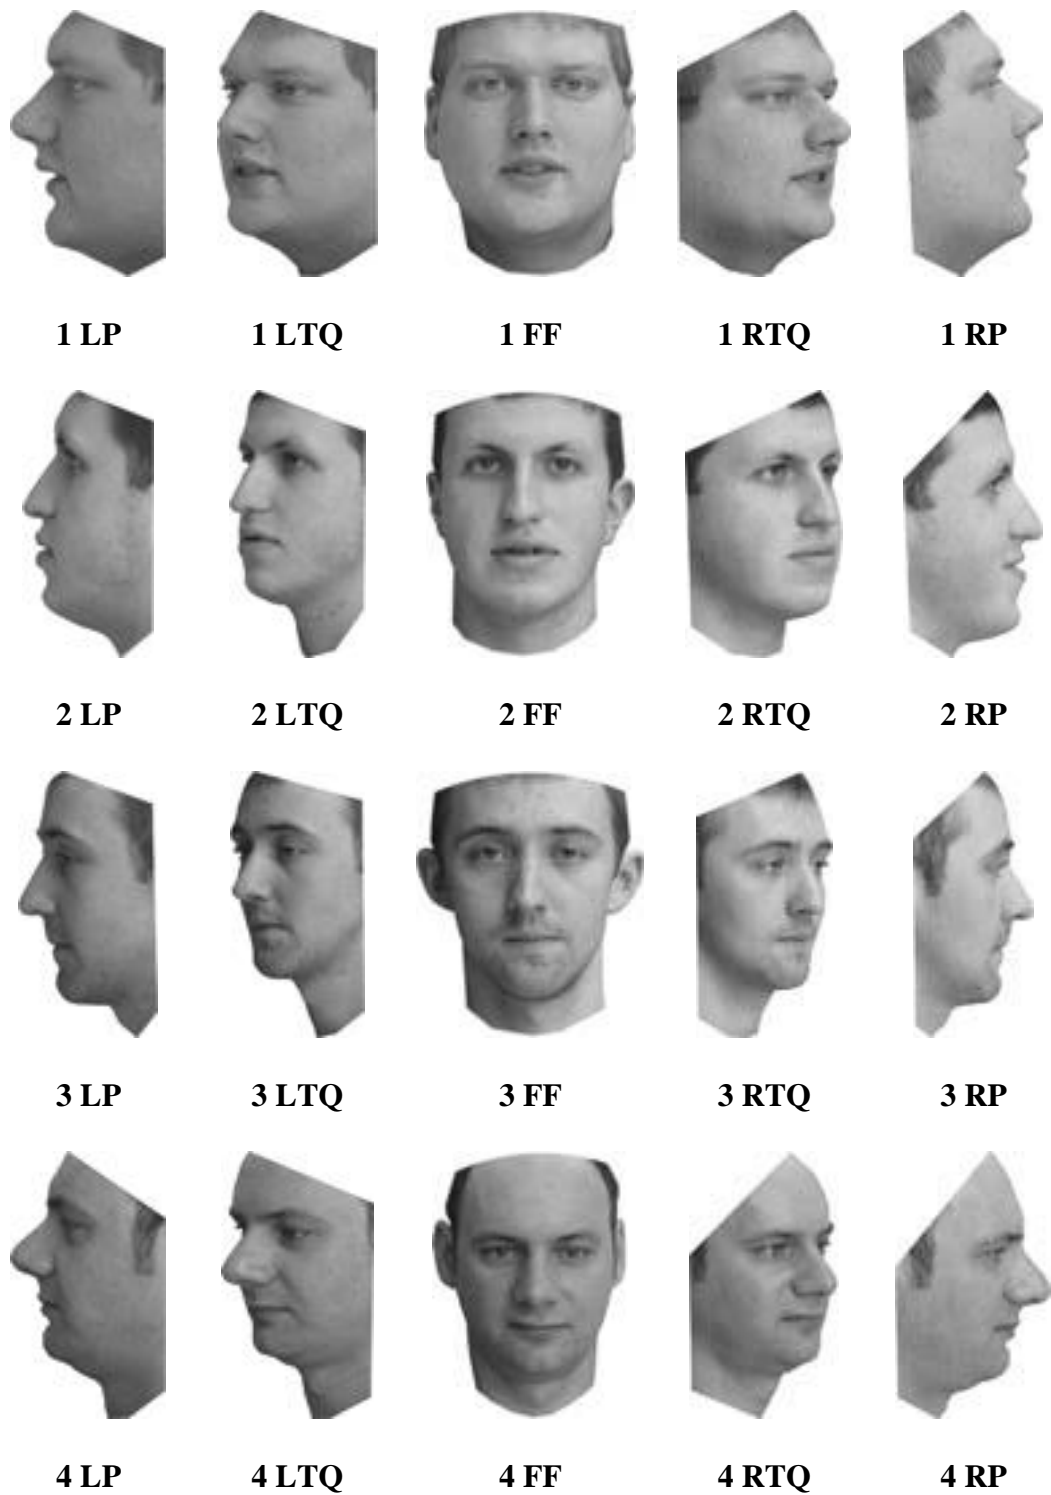 1 LP 1 LTQ 1 FF 1 RTQ 1 RP
2 LP 2 LTQ 2 FF 2 RTQ 2 RP
3 LP 3 LTQ 3 FF 3 RTQ 3 RP
4 LP 4 LTQ 4 FF 4 RTQ 4 RP